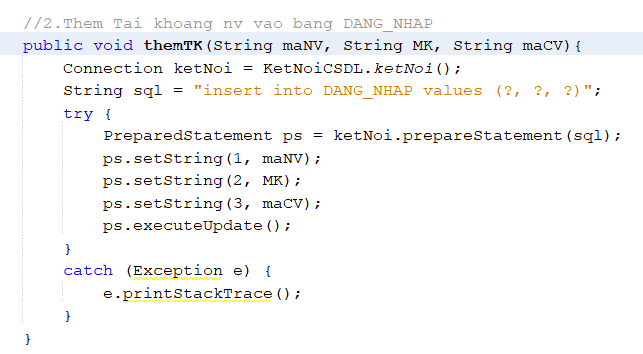 //2.Them Tai khoang nv vao bang DANG_NHAP
public void themTK(String maNV, String MK, String maCV){
    Connection ketNoi = KetNoiCSDL.ketNoi();
    String sql = "insert into DANG_NHAP values (?, ?, ?)";
    try {
        PreparedStatement ps = ketNoi.prepareStatement(sql);
        ps.setString(1, maNV);
        ps.setString(2, MK);
        ps.setString(3, maCV);
        ps.executeUpdate();
    }
    catch (Exception e) {
        e.printStackTrace();
    }
}